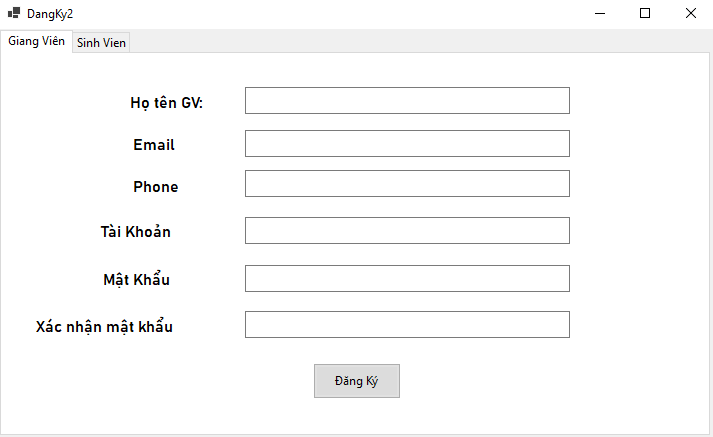 DangKy2
Giang Viên Sinh Vien
Họ tên GV:
Email
Phone
Tài Khoản
Mật Khẩu
Xác nhận mật khẩu
Đăng Ký